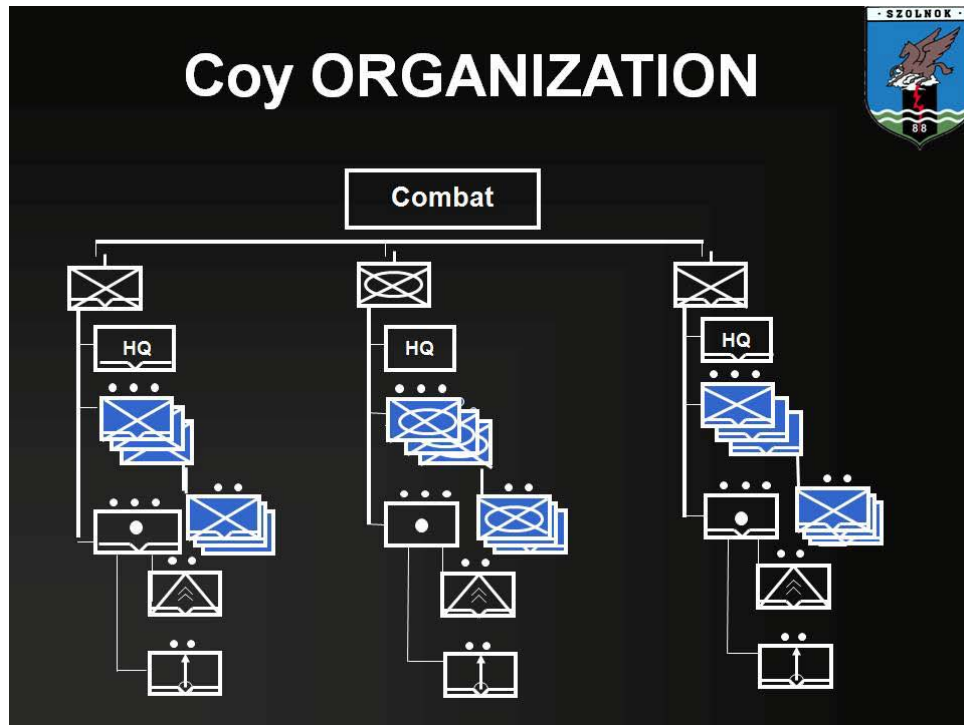 · SZOLNOK ·
Coy ORGANIZATION
88
Combat
HQ
HQ
HQ